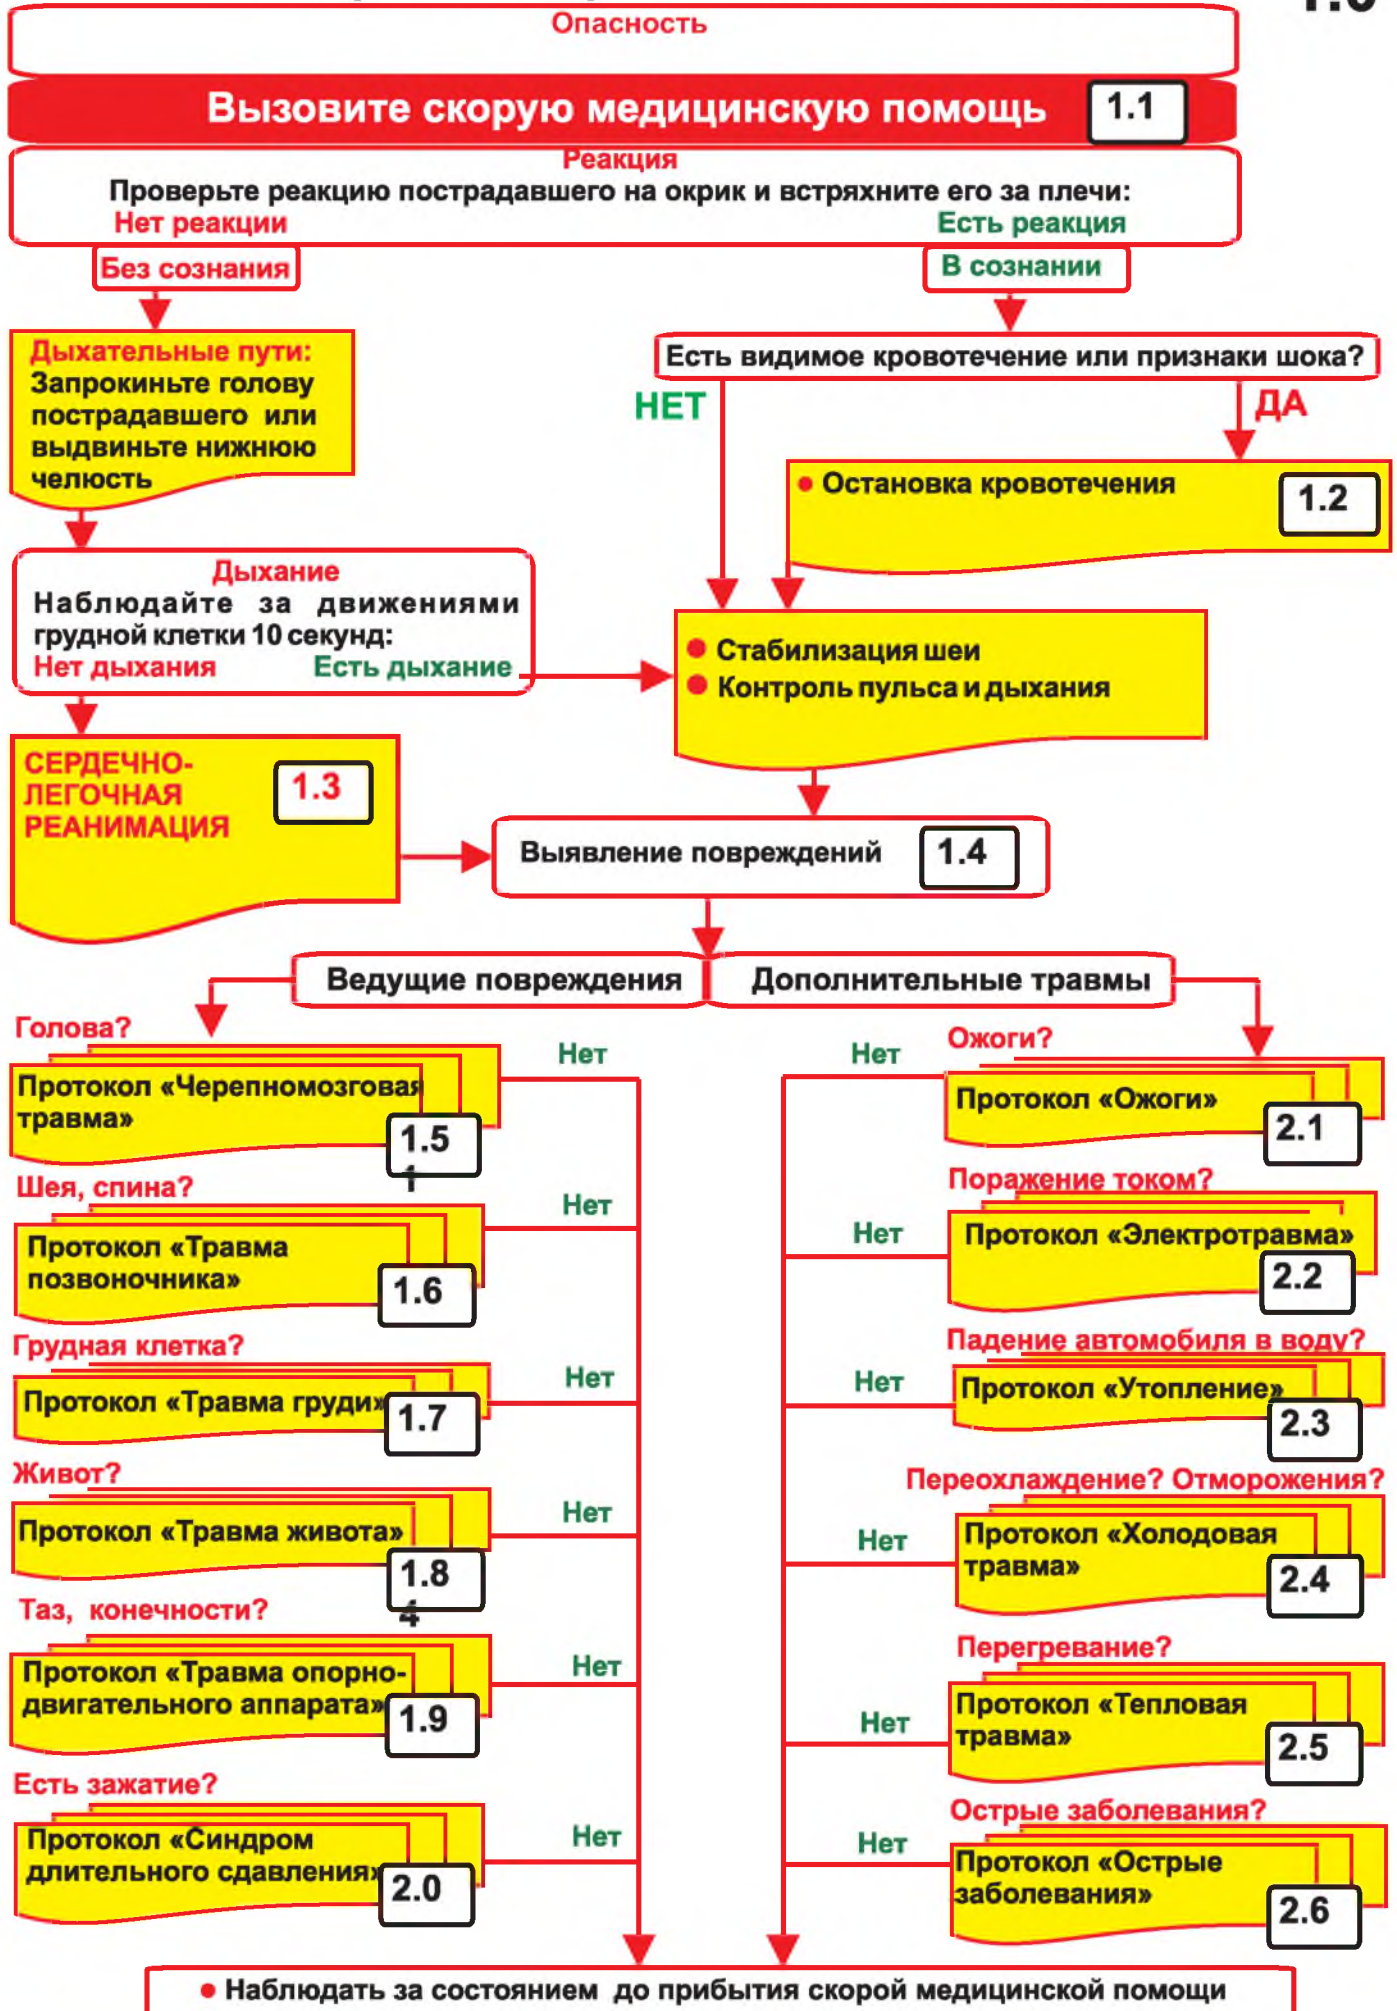 Опасность
Вызовите скорую медицинскую помощь
1.1
Реакция
Проверьте реакцию пострадавшего на окрик и встряхните его за плечи:
Нет реакции
Есть реакция
Без сознания
В сознании
Дыхательные пути:
Запрокиньте голову
пострадавшего или
выдвиньте нижнюю
челюсть
Есть видимое кровотечение или признаки шока?
НЕТ
ДА
Остановка кровотечения
1.2
Дыхание
Наблюдайте за движениями
грудной клетки 10 секунд:
Нет дыхания
Есть дыхание
Стабилизация шеи
Контроль пульса и дыхания
СЕРДЕЧНО-
ЛЕГОЧНАЯ
РЕАНИМАЦИЯ
1.3
Выявление повреждений
1.4
Ведущие повреждения
Дополнительные травмы
Голова?
Нет
Протокол «Черепномозговая
травма»
1.5
Шея, спина?
Нет
Протокол «Травма
позвоночника»
1.6
Грудная клетка?
Нет
Протокол «Травма груди»
1.7
Живот?
Нет
Протокол «Травма живота»
1.8
4
Таз, конечности?
Нет
Протокол «Травма опорно-
двигательного аппарата»
1.9
Есть зажатие?
Нет
Протокол «Синдром
длительного сдавления»
2.0
Ожоги?
Нет
Протокол «Ожоги»
2.1
Поражение током?
Нет
Протокол «Электротравма»
2.2
Падение автомобиля в воду?
Нет
Протокол «Утопление»
2.3
Переохлаждение? Отморожения?
Нет
Протокол «Холодовая
травма»
2.4
Перегревание?
Нет
Протокол «Тепловая
травма»
2.5
Острые заболевания?
Нет
Протокол «Острые
заболевания»
2.6
Наблюдать за состоянием до прибытия скорой медицинской помощи